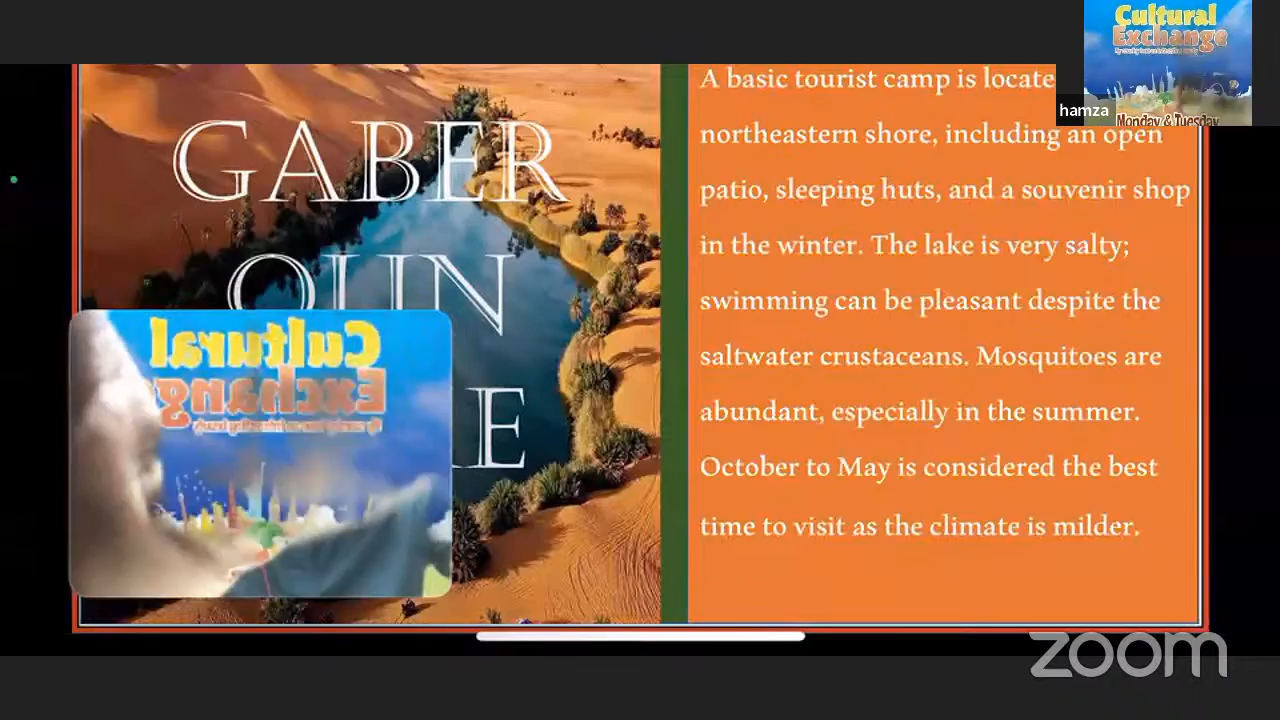 Cultural
Exchange
hamza
Monday & Tuesday
GABER
OUN
E
Cultural
Exchang
A basic tourist camp is locate
northeastern shore, including an open
patio, sleeping huts, and a souvenir shop
in the winter. The lake is very salty;
swimming can be pleasant despite the
saltwater crustaceans. Mosquitoes are
abundant, especially in the summer.
October to May is considered the best
time to visit as the climate is milder.
zoom